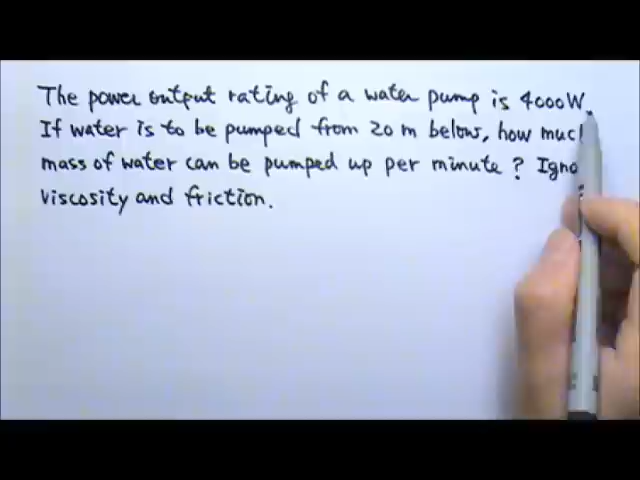 The power output rating of a water pump is 4000W.
If water is to be pumped from 20 m below, how much
mass of water can be pumped up per minute? Igno
viscosity and friction.